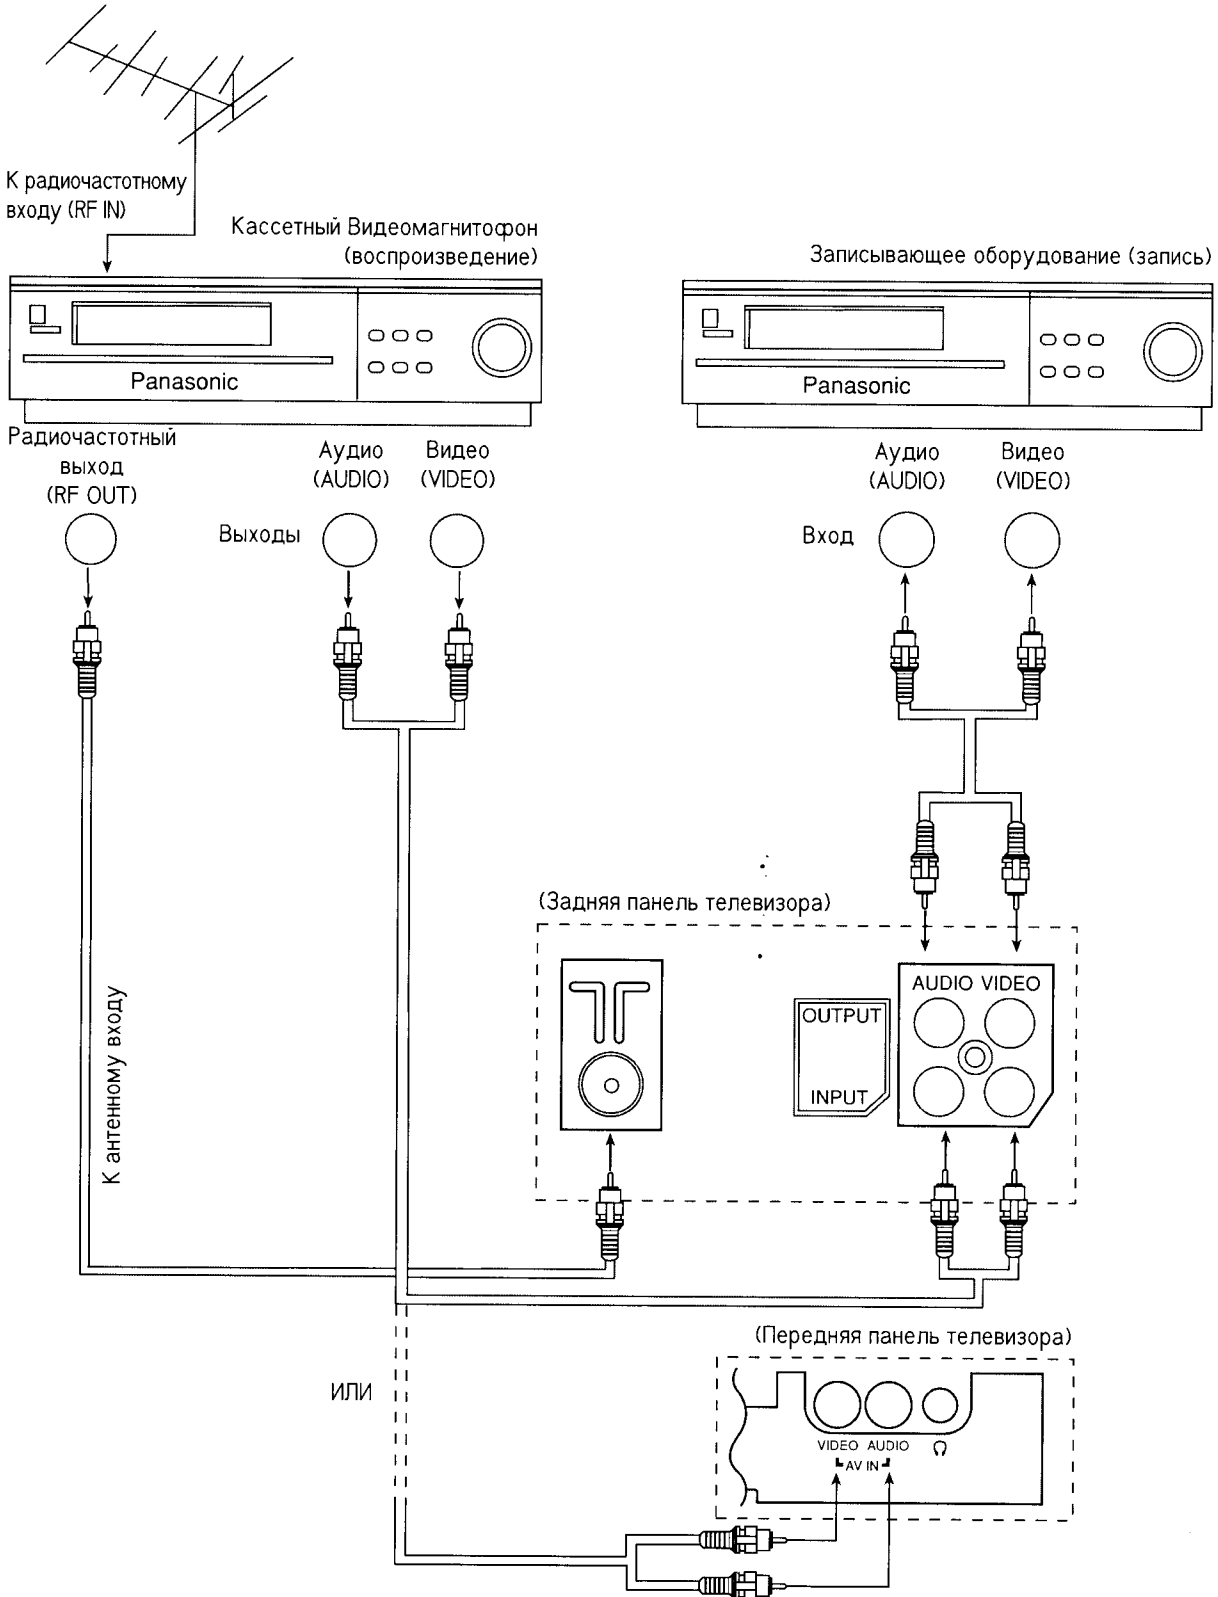 К радиочастотному
входу (RF IN)
Кассетный Видеомагнитофон
(воспроизведение)
Записывающее оборудование (запись)
Panasonic
Panasonic
Радиочастотный
выход
(RF OUT)
Аудио
(AUDIO)
Видео
(VIDEO)
Выходы
Аудио
(AUDIO)
Видео
(VIDEO)
Вход
(Задняя панель телевизора)
К антенному входу
AUDIO VIDEO
OUTPUT
INPUT
(Передняя панель телевизора)
ИЛИ
VIDEO AUDIO
AV IN